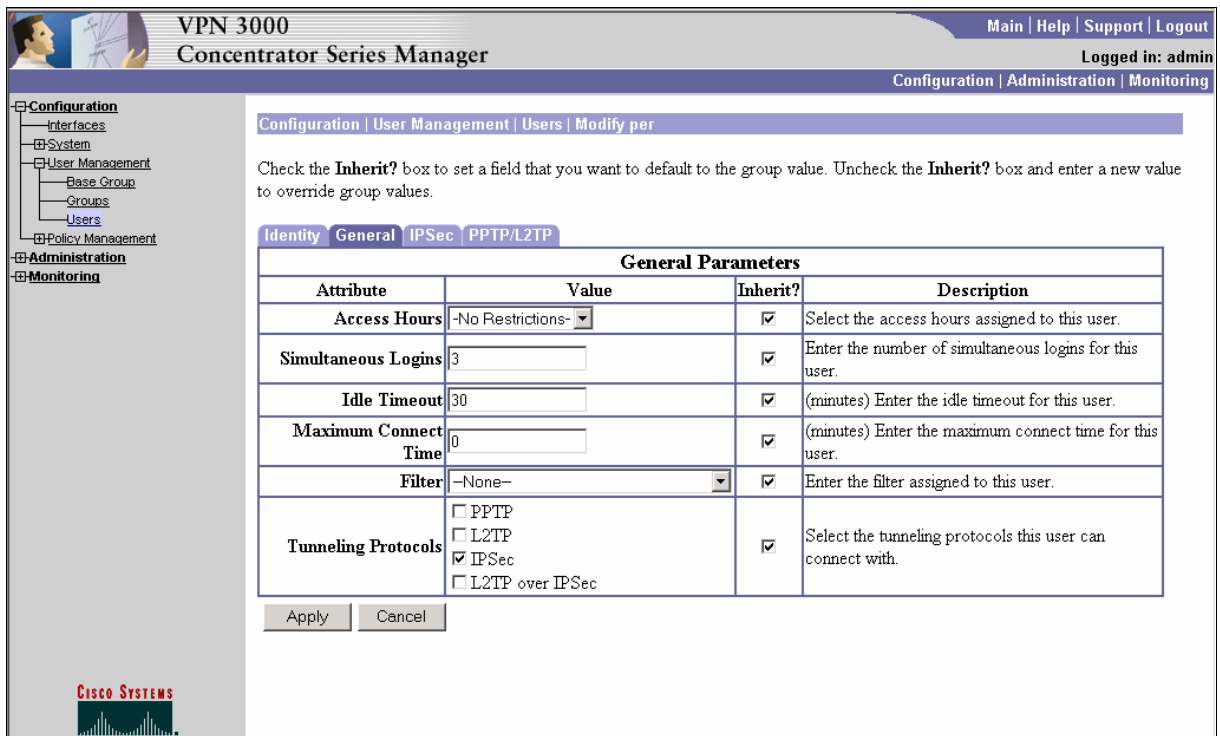 VPN 3000
Concentrator Series Manager
Main | Help | Support | Logout
Logged in: admin
Configuration | Administration | Monitoring
Configuration
Interfaces
System
User Management
Base Group
Groups
Users
Policy Management
Administration
Monitoring
Configuration | User Management | Users | Modify per
Check the Inherit? box to set a field that you want to default to the group value. Uncheck the Inherit? box and enter a new value
to override group values.
Identity General IPSec PPTP/L2TP
General Parameters
Attribute Value Inherit? Description
Access Hours -No Restrictions- Select the access hours assigned to this user.
Simultaneous Logins 3 Enter the number of simultaneous logins for this
user.
Idle Timeout 30 (minutes) Enter the idle timeout for this user.
Maximum Connect
Time 0 (minutes) Enter the maximum connect time for this
user.
Filter --None-- Enter the filter assigned to this user.
Tunneling Protocols
PPTP
L2TP
IPSec
L2TP over IPSec
Select the tunneling protocols this user can
connect with.
Apply Cancel
CISCO SYSTEMS